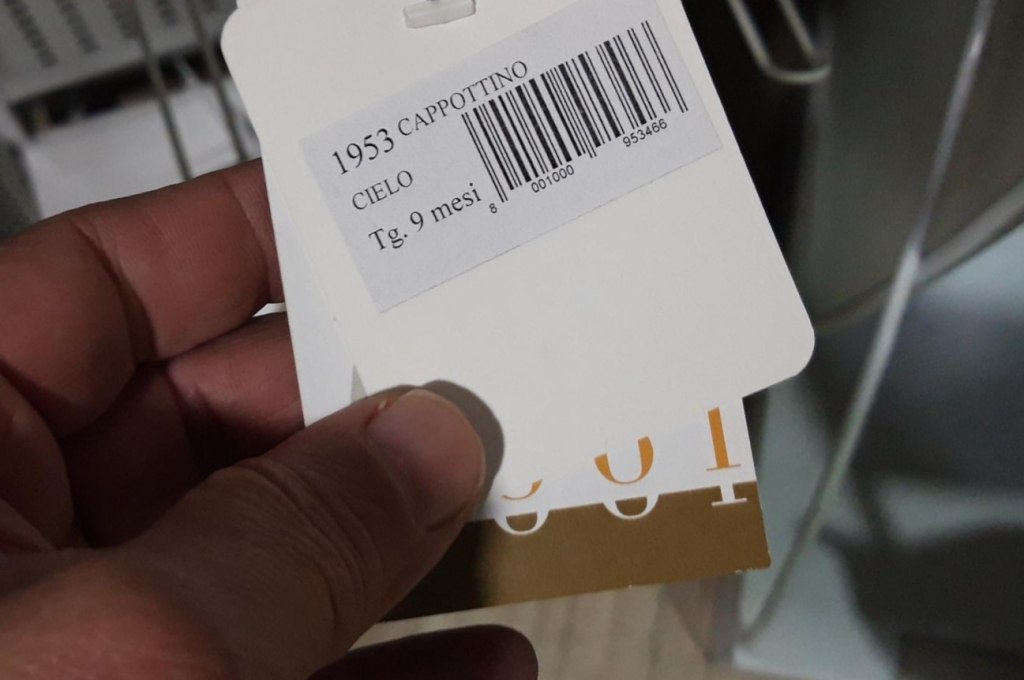 1953 CAPPOTTINO
CIELO
Tg. 9 mesi
8 001000 953466